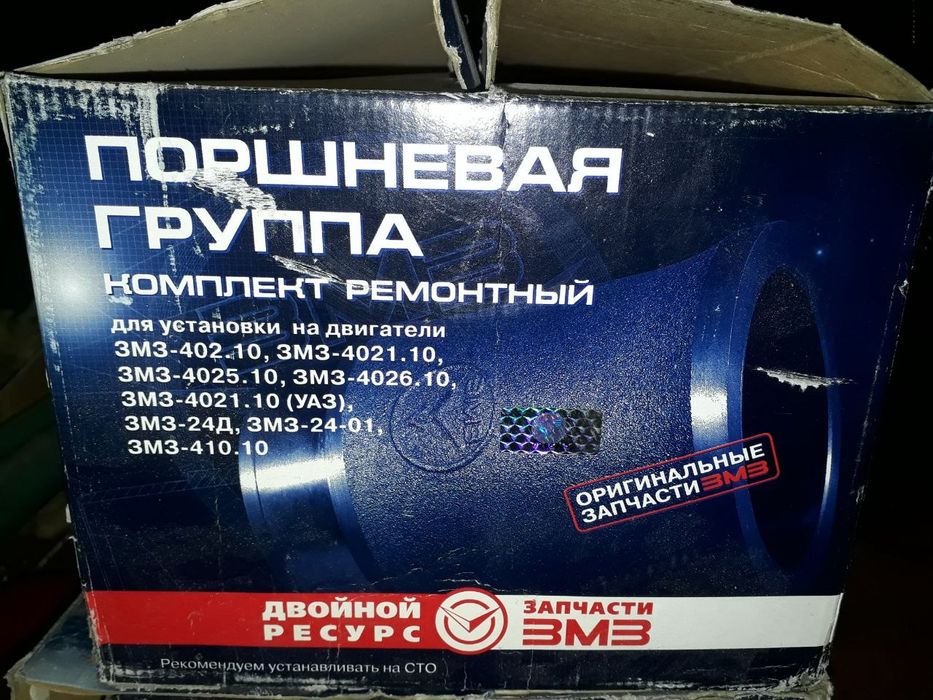 ПОРШНЕВАЯ
ГРУППА
КОМПЛЕКТ РЕМОНТНЫЙ
для установки на двигатели
ЗМЗ-402.10, ЗМЗ-4021.10,
ЗМЗ-4025.10, ЗМЗ-4026.10,
ЗМЗ-4021.10 (УАЗ),
ЗМЗ-24Д, ЗМЗ-24-01,
ЗМЗ-410.10
ОРИГИНАЛЬНЫЕ
ЗАПЧАСТИ ЗМЗ
ДВОЙНОЙ
РЕСУРС
ЗАПЧАСТИ
ЗМЗ
Рекомендуем устанавливать на СТО